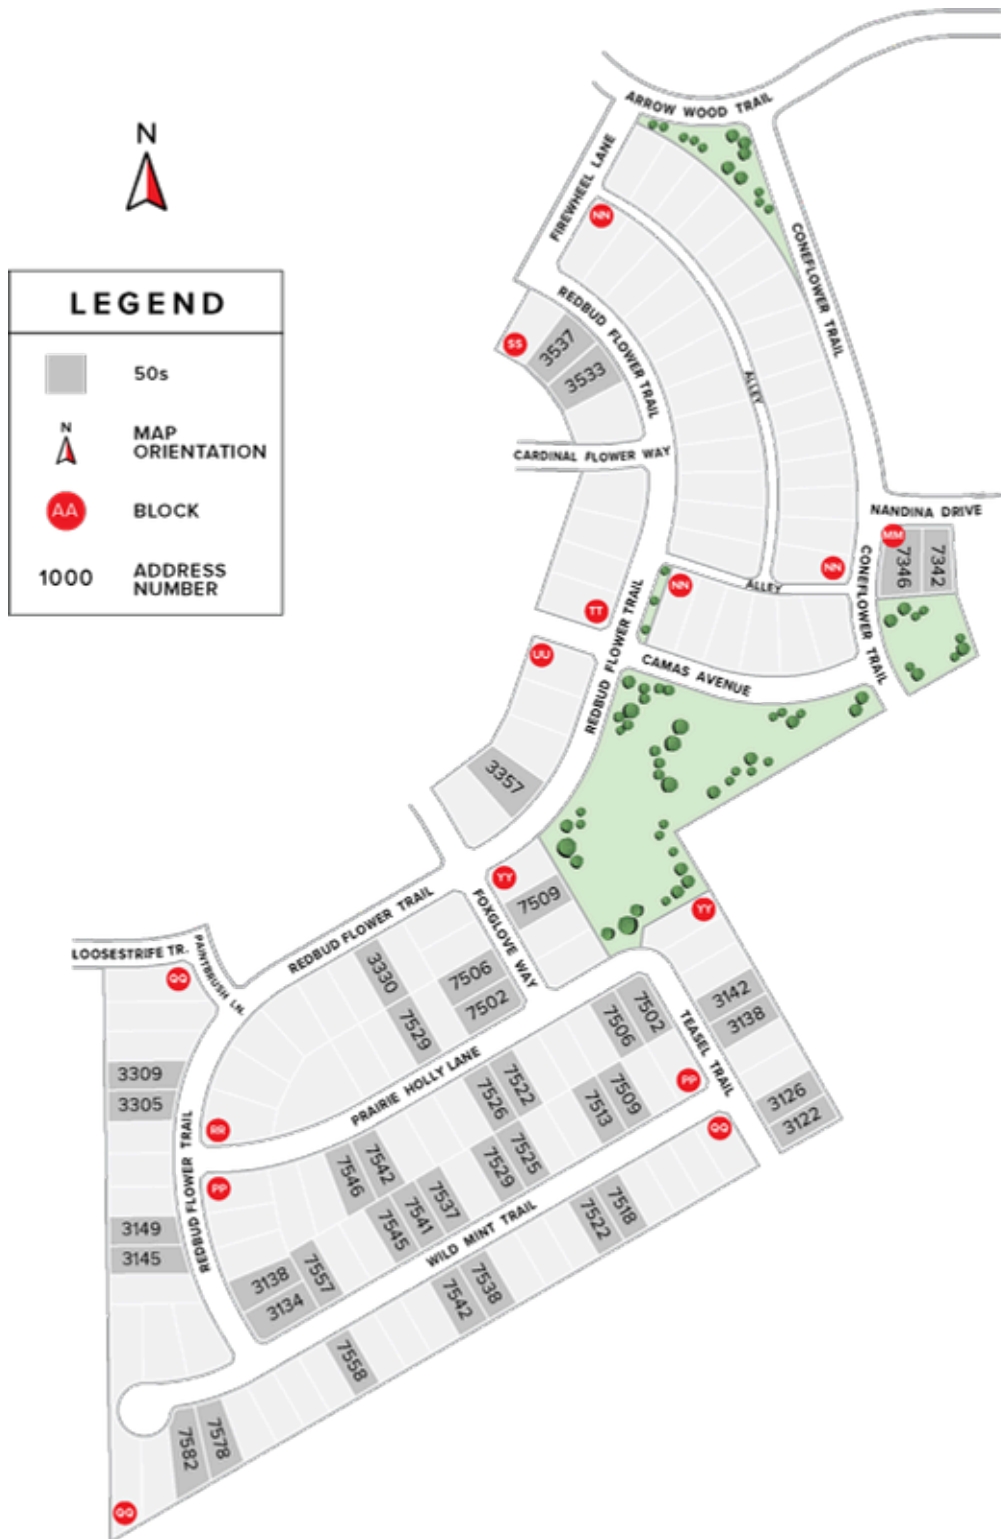 ARROW WOOD TRAIL
N
FIREWHEEL LANE
NN
CONEFLOWER TRAIL
LEGEND
50s
N
MAP
ORIENTATION
AA
BLOCK
1000
ADDRESS
NUMBER
REDBUD FLOWER TRAIL
SS
3537
3533
ALLEY
CARDINAL FLOWER WAY
NANDINA DRIVE
MM
7346
7342
NN
CONEFLOWER TRAIL
NN
ALLEY
TT
REDBUD FLOWER TRAIL
UU
CAMAS AVENUE
3357
YY
7509
FOXGLOVE WAY
YY
REDBUD FLOWER TRAIL
LOOSESTRIFE TR.
PAINTBRUSH LN.
QQ
3330
7506
7502
7529
3142
3138
7502
7506
TEASEL TRAIL
3309
3305
PRAIRIE HOLLY LANE
7522
7526
PP
7509
7513
3126
3122
RR
QQ
REDBUD FLOWER TRAIL
PP
7542
7546
7525
7529
7537
7541
7545
WILD MINT TRAIL
3149
3145
7518
7522
3138
3134
7557
7538
7542
7558
7578
7582
QQ